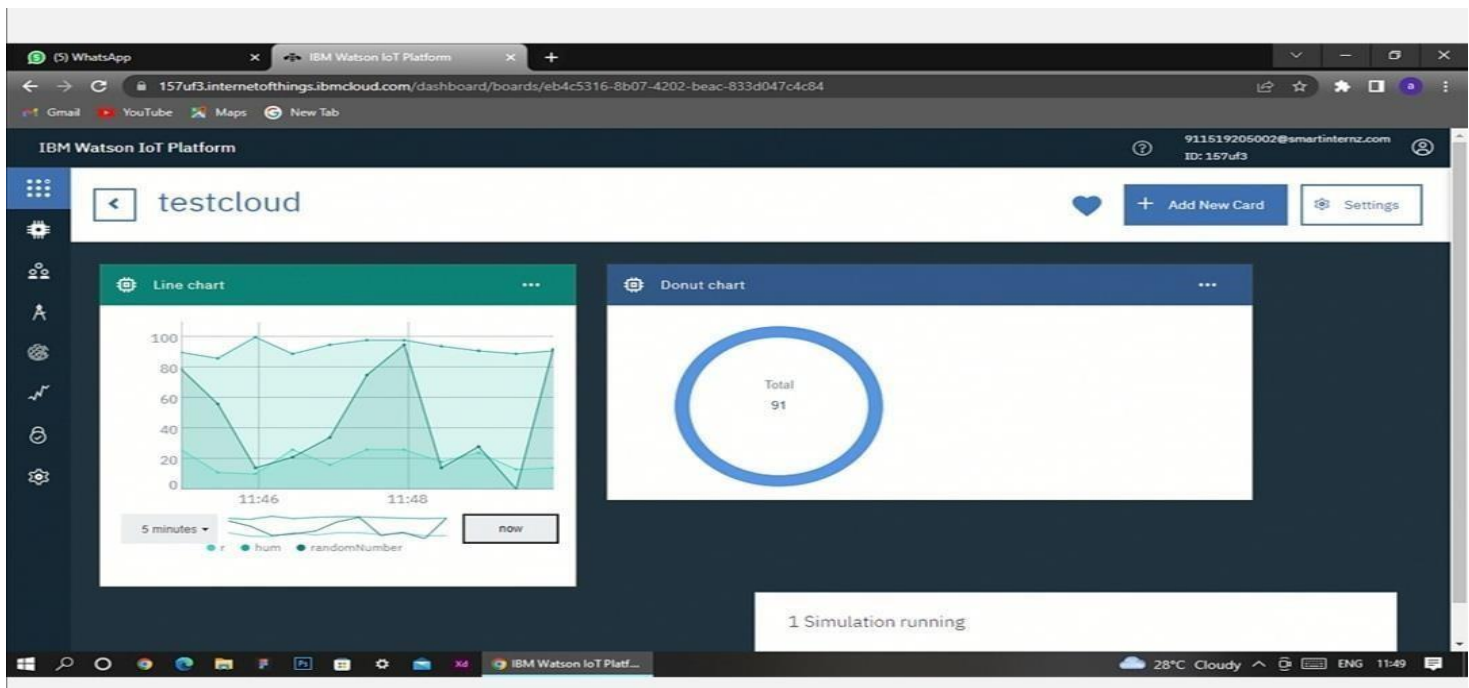 (5) WhatsApp
IBM Watson IoT Platform
157uf3.internetofthings.ibmcloud.com/dashboard/boards/eb4c5316-8b07-4202-beac-833d047c4c84
Gmail YouTube Maps New Tab
IBM Watson IoT Platform
911519205002@smartinternz.com
ID: 157uf3
testcloud
Add New Card
Settings
Line chart
Donut chart
100
80
60
40
20
0
11:46 11:48
Total
91
5 minutes
now
r hum randomNumber
1 Simulation running
IBM Watson IoT Platf...
28°C Cloudy
ENG
11:49